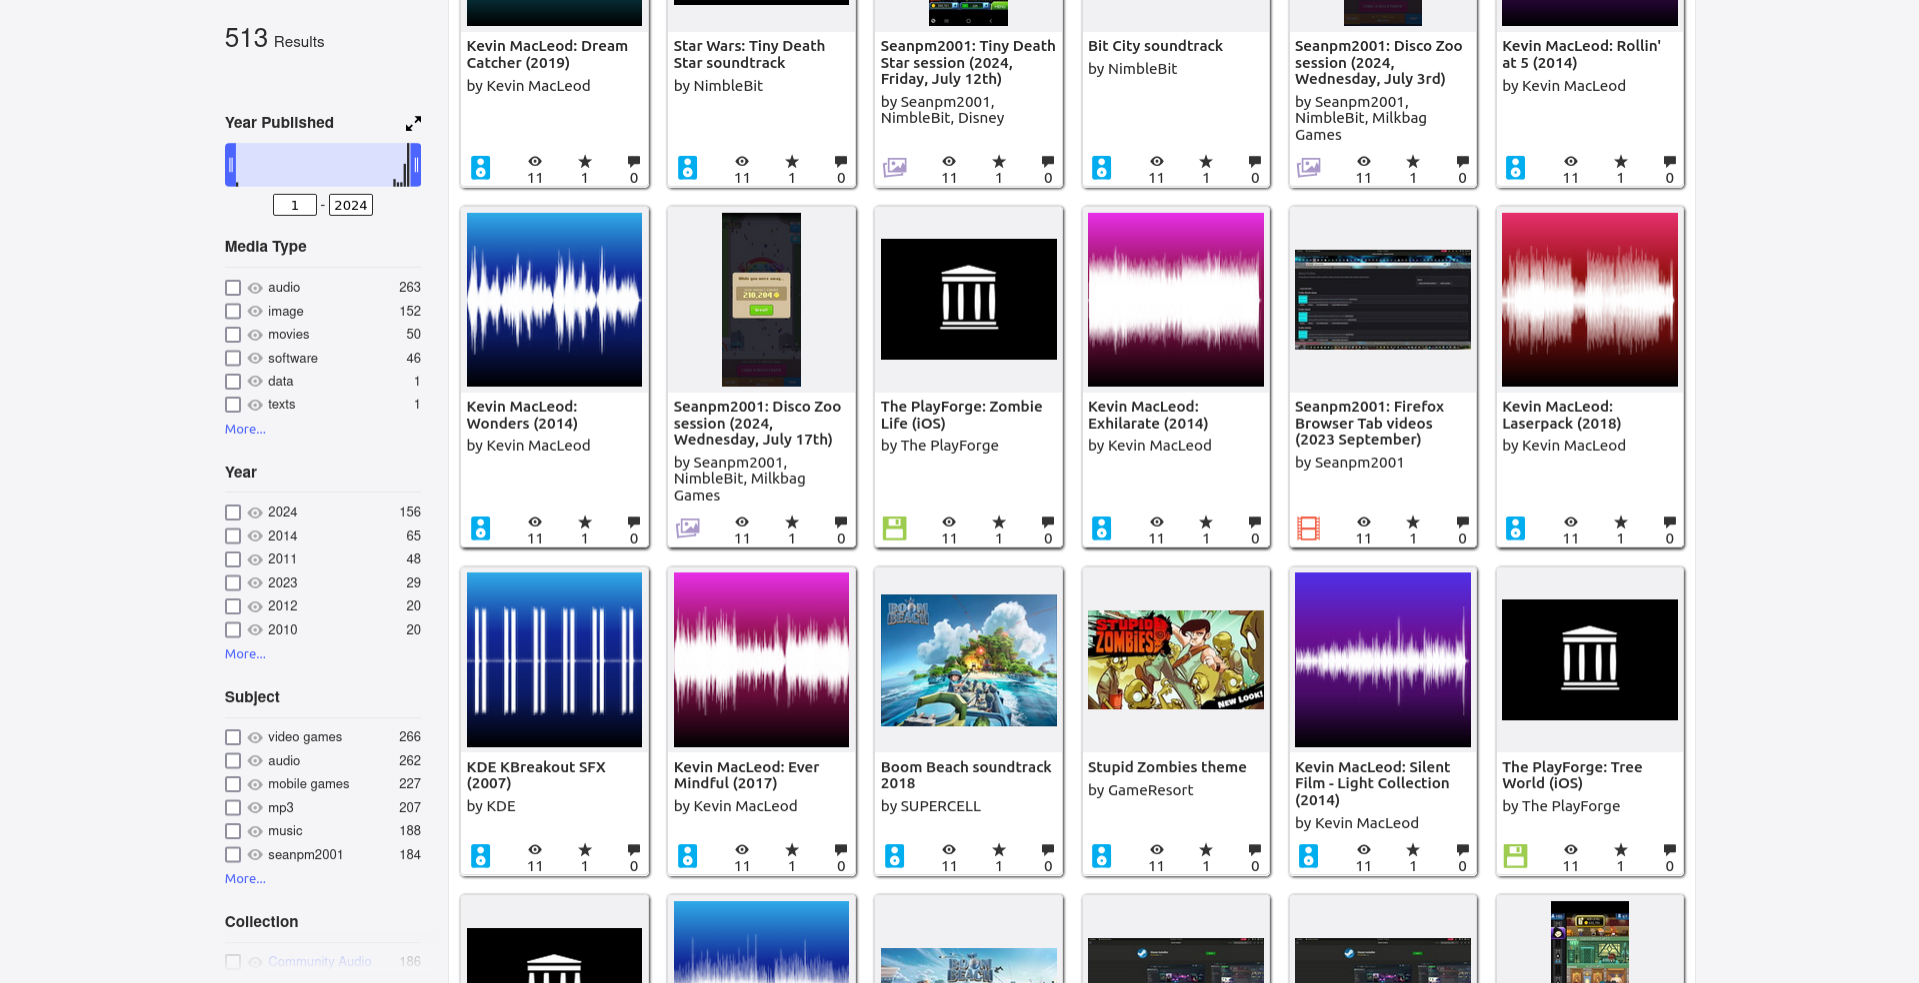 513 Results
Year Published
1 - 2024
Media Type
audio 263
image 152
movies 50
software 46
data 1
texts 1
More...
Year
2024 156
2014 65
2011 48
2023 29
2012 20
2010 20
More...
Subject
video games 266
audio 262
mobile games 227
mp3 207
music 188
seanpm2001 184
More...
Collection
Community Audio 186
Kevin MacLeod: Dream
Catcher (2019)
by Kevin MacLeod
11 1 0
Star Wars: Tiny Death
Star soundtrack
by NimbleBit
11 1 0
Seanpm2001: Tiny Death
Star session (2024,
Friday, July 12th)
by Seanpm2001,
NimbleBit, Disney
11 1 0
Bit City soundtrack
by NimbleBit
11 1 0
Seanpm2001: Disco Zoo
session (2024,
Wednesday, July 3rd)
by Seanpm2001,
NimbleBit, Milkbag
Games
11 1 0
Kevin MacLeod: Rollin'
at 5 (2014)
by Kevin MacLeod
11 1 0
Kevin MacLeod:
Wonders (2014)
by Kevin MacLeod
11 1 0
210,204
Seanpm2001: Disco Zoo
session (2024,
Wednesday, July 17th)
by Seanpm2001,
NimbleBit, Milkbag
Games
11 1 0
The PlayForge: Zombie
Life (iOS)
by The PlayForge
11 1 0
Kevin MacLeod:
Exhilarate (2014)
by Kevin MacLeod
11 1 0
Seanpm2001: Firefox
Browser Tab videos
(2023 September)
by Seanpm2001
11 1 0
Kevin MacLeod:
Laserpack (2018)
by Kevin MacLeod
11 1 0
KDE KBreakout SFX
(2007)
by KDE
11 1 0
Kevin MacLeod: Ever
Mindful (2017)
by Kevin MacLeod
11 1 0
BOOM
BEACH
Boom Beach soundtrack
2018
by SUPERCELL
11 1 0
STUPID
ZOMBIES
NEW LOOK!
Stupid Zombies theme
by GameResort
11 1 0
Kevin MacLeod: Silent
Film - Light Collection
(2014)
by Kevin MacLeod
11 1 0
The PlayForge: Tree
World (iOS)
by The PlayForge
11 1 0
BOOM
BEACH